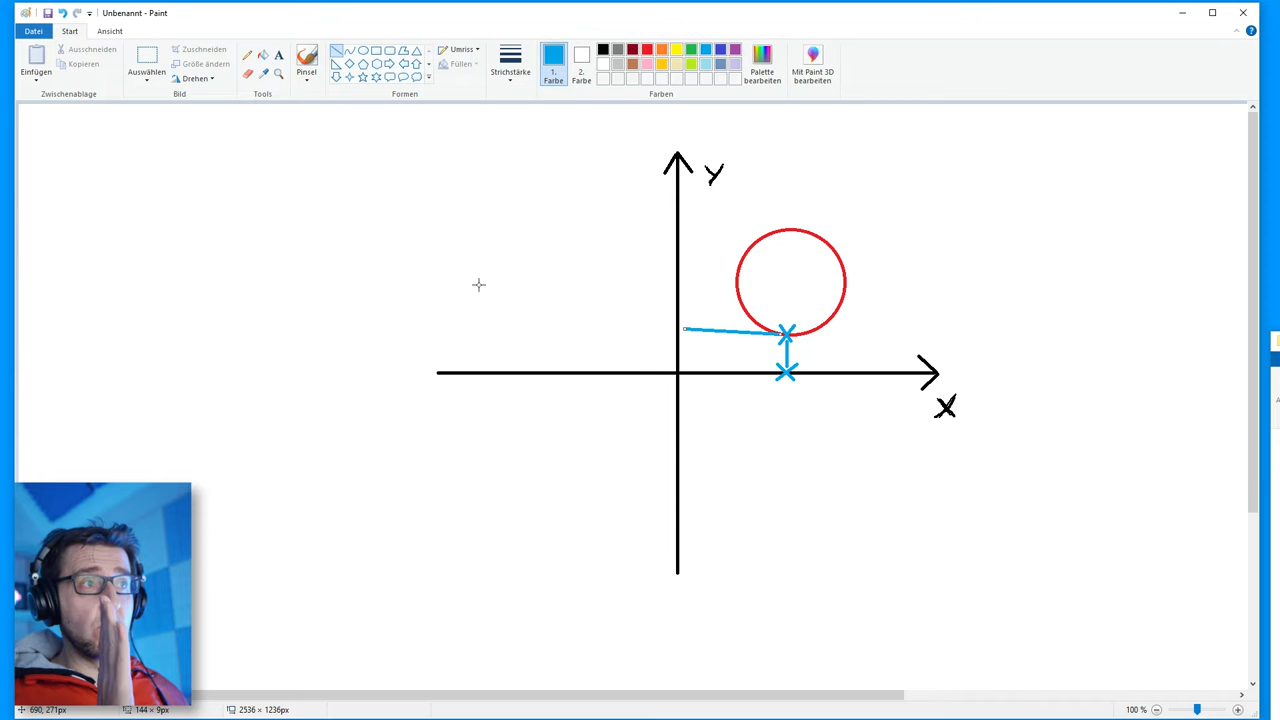 Unbenannt - Paint
Datei Start Ansicht
Einfügen
Ausschneiden
Kopieren
Zwischenablage
Auswählen
Zuschneiden
Größe ändern
Drehen
Bild
A
Tools
Pinsel
Umriss
Füllen
Formen
Strichstärke
1.
Farbe
2.
Farbe
Palette
bearbeiten
Mit Paint 3D
bearbeiten
Farben
Y
X
690, 271px
144 × 9px
2536 × 1236px
100 %